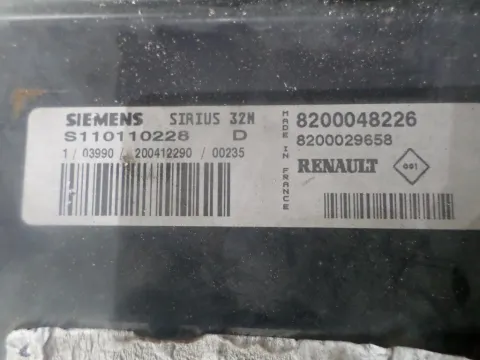 SIEMENS SIRIUS 32N
S110110228 D
1 / 03990 / 200412290 / 00235
MADE IN FRANCE
8200048226
8200029658
RENAULT 001